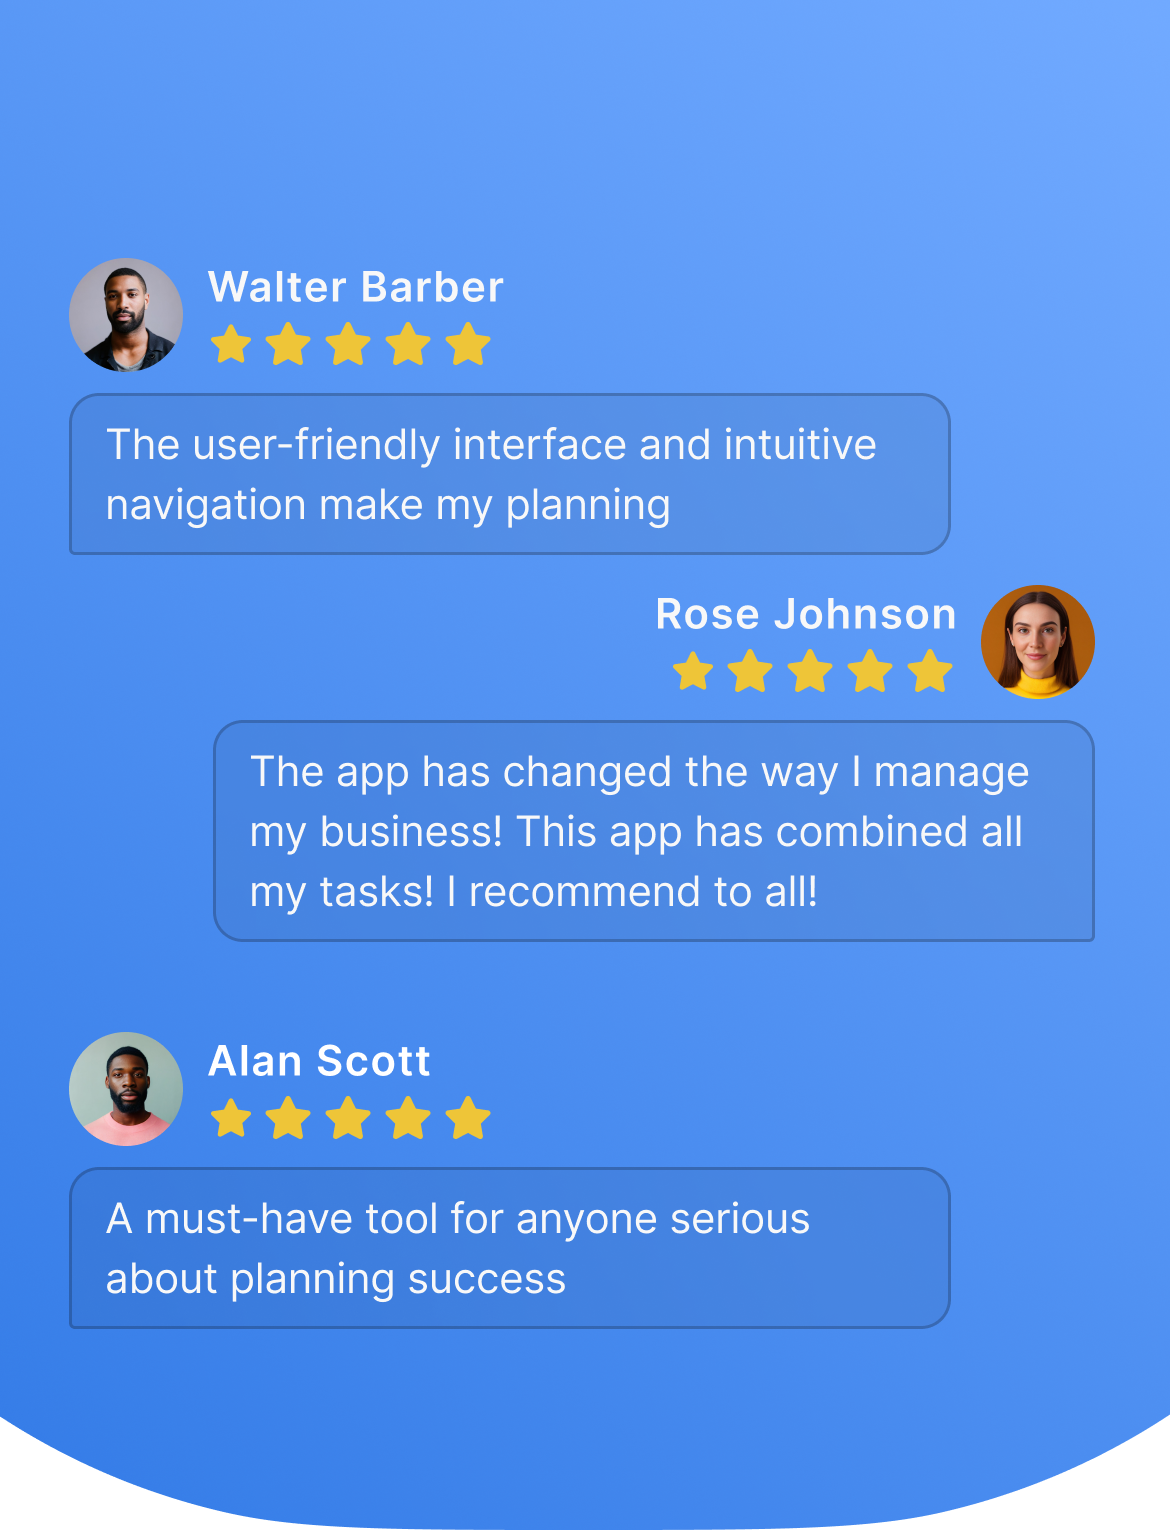 Walter Barber
The user-friendly interface and intuitive
navigation make my planning
Rose Johnson
The app has changed the way I manage
my business! This app has combined all
my tasks! I recommend to all!
Alan Scott
A must-have tool for anyone serious
about planning success